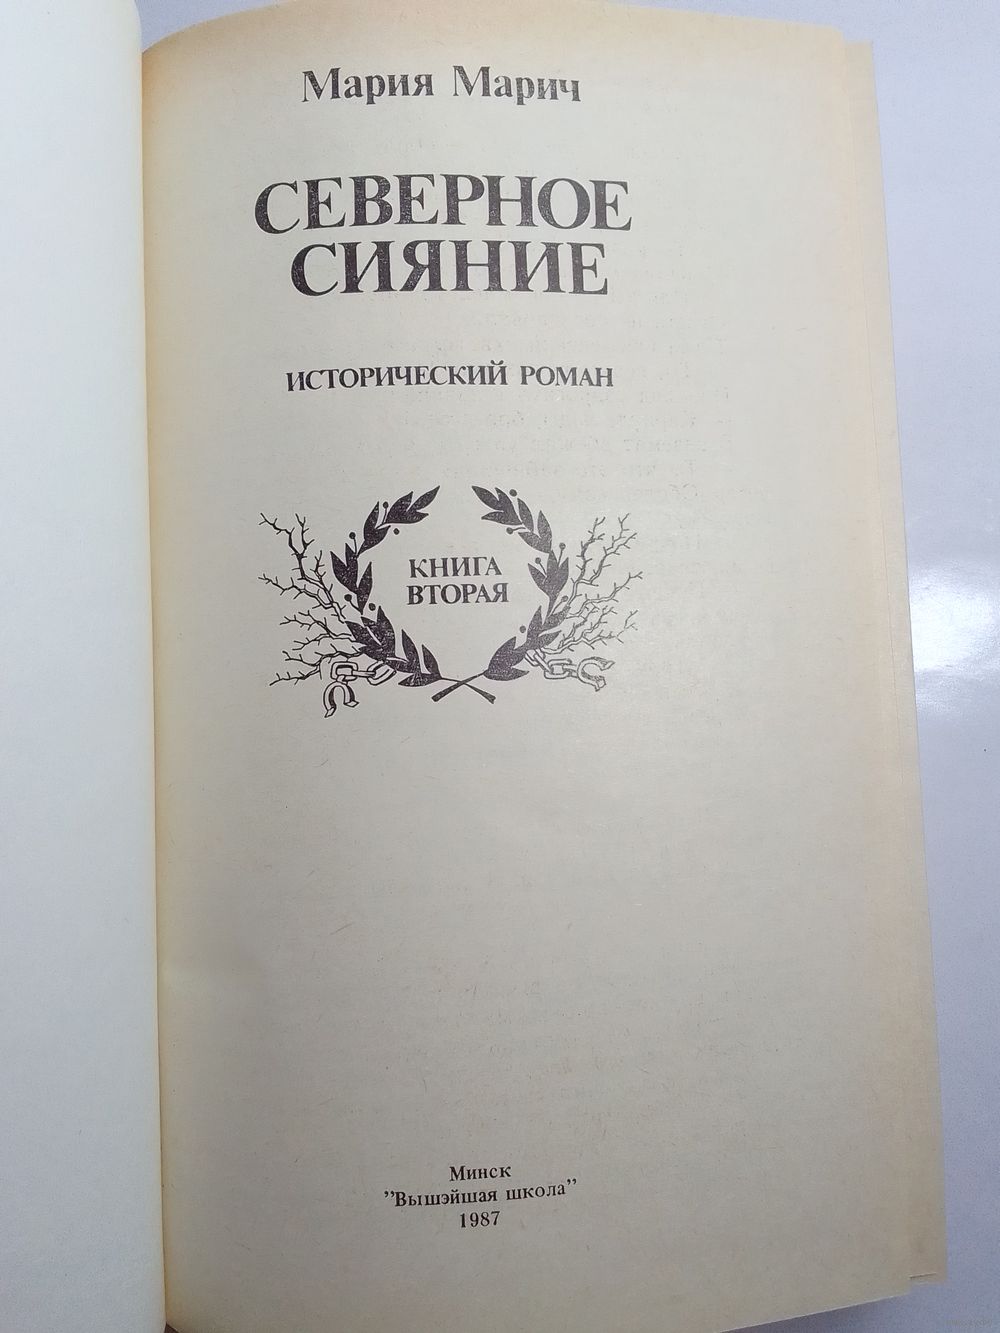 Мария Марич
СЕВЕРНОЕ
СИЯНИЕ
ИСТОРИЧЕСКИЙ РОМАН
КНИГА
ВТОРАЯ
Минск
"Вышэйшая школа"
1987